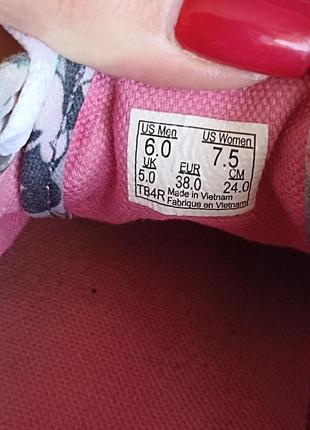 US Men US Women
6.0 7.5
UK EUR CM
5.0 38.0 24.0
TB4R Made in Vietnam
Fabrique en Vietnam